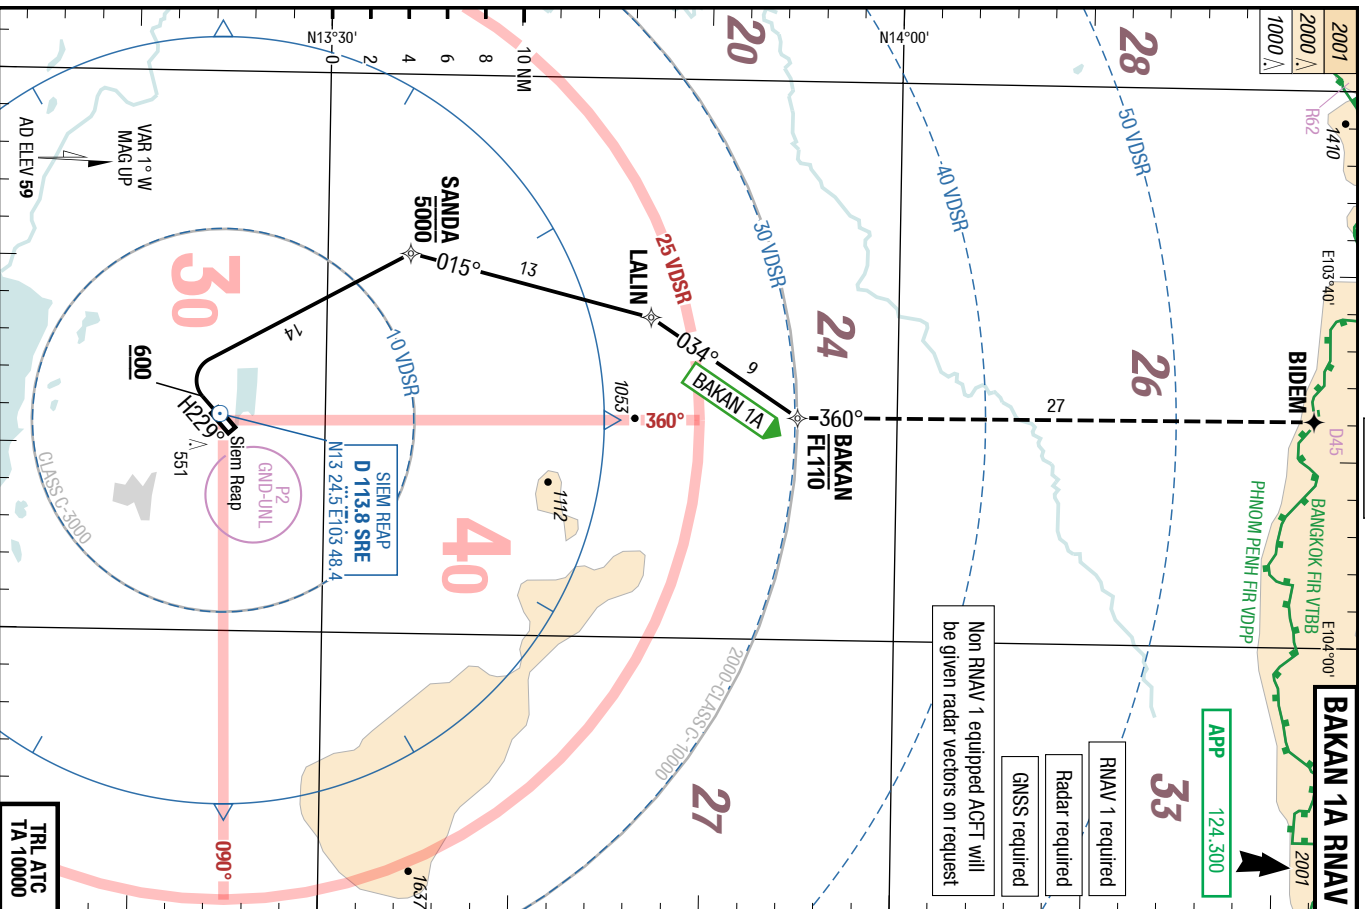 BAKAN 1A RNAV
2001
2000
1000
N13°30'
N14°00'
E103°40'
E104°00'
0
2
4
6
8
10 NM
VAR 1° W
MAG UP
AD ELEV 59
20
28
24
26
27
33
30
40
R62
1410
50 VDSR
40 VDSR
30 VDSR
25 VDSR
10 VDSR
SANDA
5000
015°
13
LALIN
034°
9
BAKAN 1A
BAKAN
FL110
360°
27
BIDEM
D45
BANGKOK FIR VTBB
PHNOM PENH FIR VDPP
14
600
H229°
Siem Reap
551
P2
GND-UNL
CLASS C-3000
2000-CLASS C-10000
SIEM REAP
D 113.8 SRE
N13 24.5 E103 48.4
1053
360°
1112
1637
090°
2001
APP 124.300
RNAV 1 required
Radar required
GNSS required
Non RNAV 1 equipped ACFT will
be given radar vectors on request
TRL ATC
TA 10000